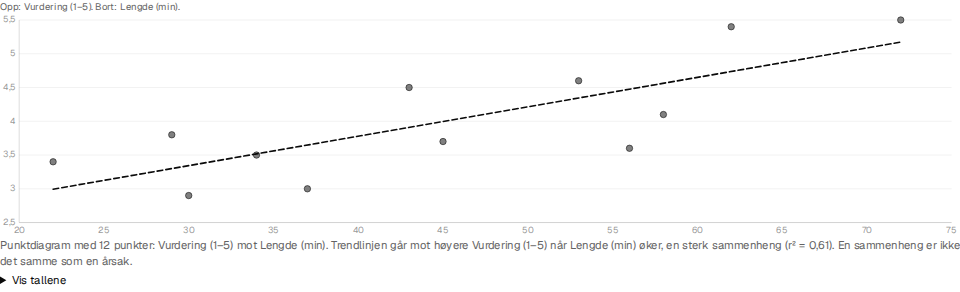 Opp: Vurdering (1–5). Bort: Lengde (min).
5,5
5
4,5
4
3,5
3
2,5
20 25 30 35 40 45 50 55 60 65 70 75
Punktdiagram med 12 punkter: Vurdering (1–5) mot Lengde (min). Trendlinjen går mot høyere Vurdering (1–5) når Lengde (min) øker, en sterk sammenheng (r² = 0,61). En sammenheng er ikke
det samme som en årsak.
Vis tallene